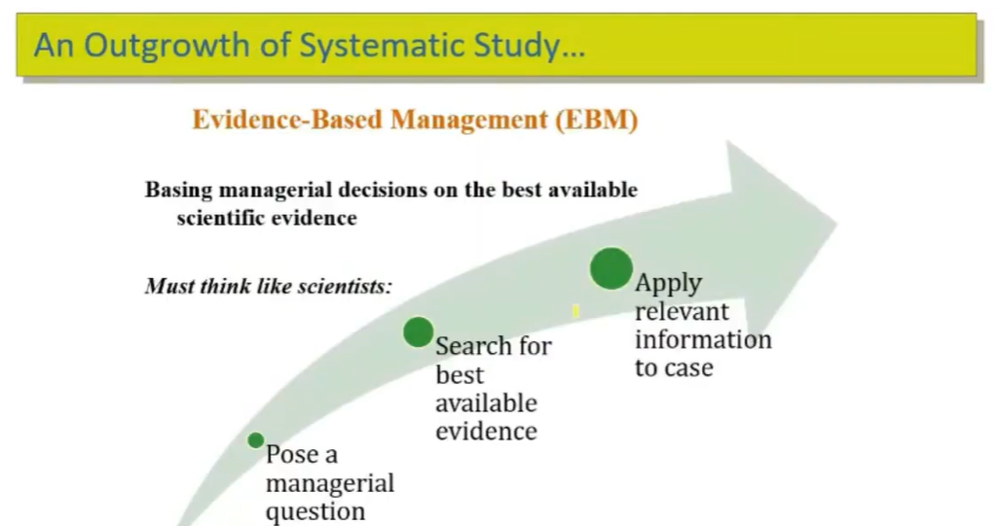 An Outgrowth of Systematic Study…
Evidence-Based Management (EBM)
Basing managerial decisions on the best available
scientific evidence
Must think like scientists:
Pose a
managerial
question
Search for
best
available
evidence
Apply
relevant
information
to case